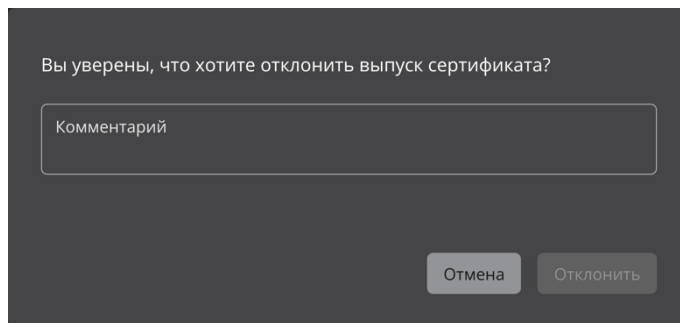 Вы уверены, что хотите отклонить выпуск сертификата?
Комментарий
Отмена
Отклонить